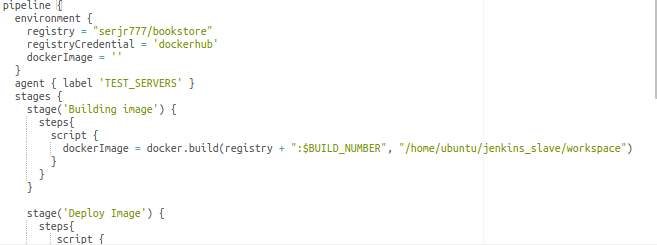 pipeline {
environment {
registry = "serjr777/bookstore"
registryCredential = 'dockerhub'
dockerImage = ''
}
agent { label 'TEST_SERVERS' }
stages {
stage('Building image') {
steps{
script {
dockerImage = docker.build(registry + ":$BUILD_NUMBER", "/home/ubuntu/jenkins_slave/workspace")
}
}
}
stage('Deploy Image') {
steps{
script {